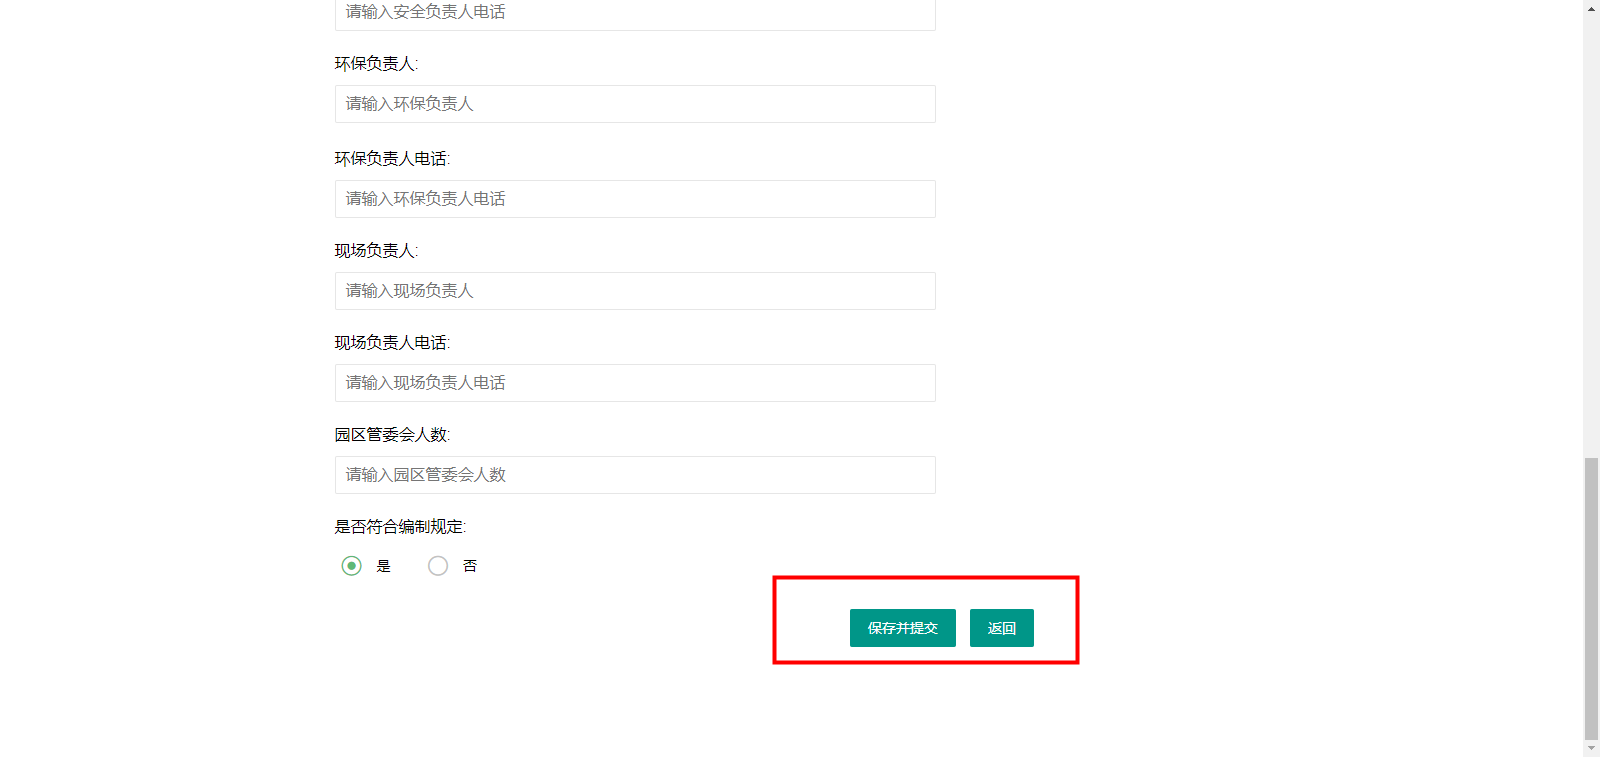 请输入安全负责人电话
环保负责人:
请输入环保负责人
环保负责人电话:
请输入环保负责人电话
现场负责人:
请输入现场负责人
现场负责人电话:
请输入现场负责人电话
园区管委会人数:
请输入园区管委会人数
是否符合编制规定:
是 否
保存并提交 返回